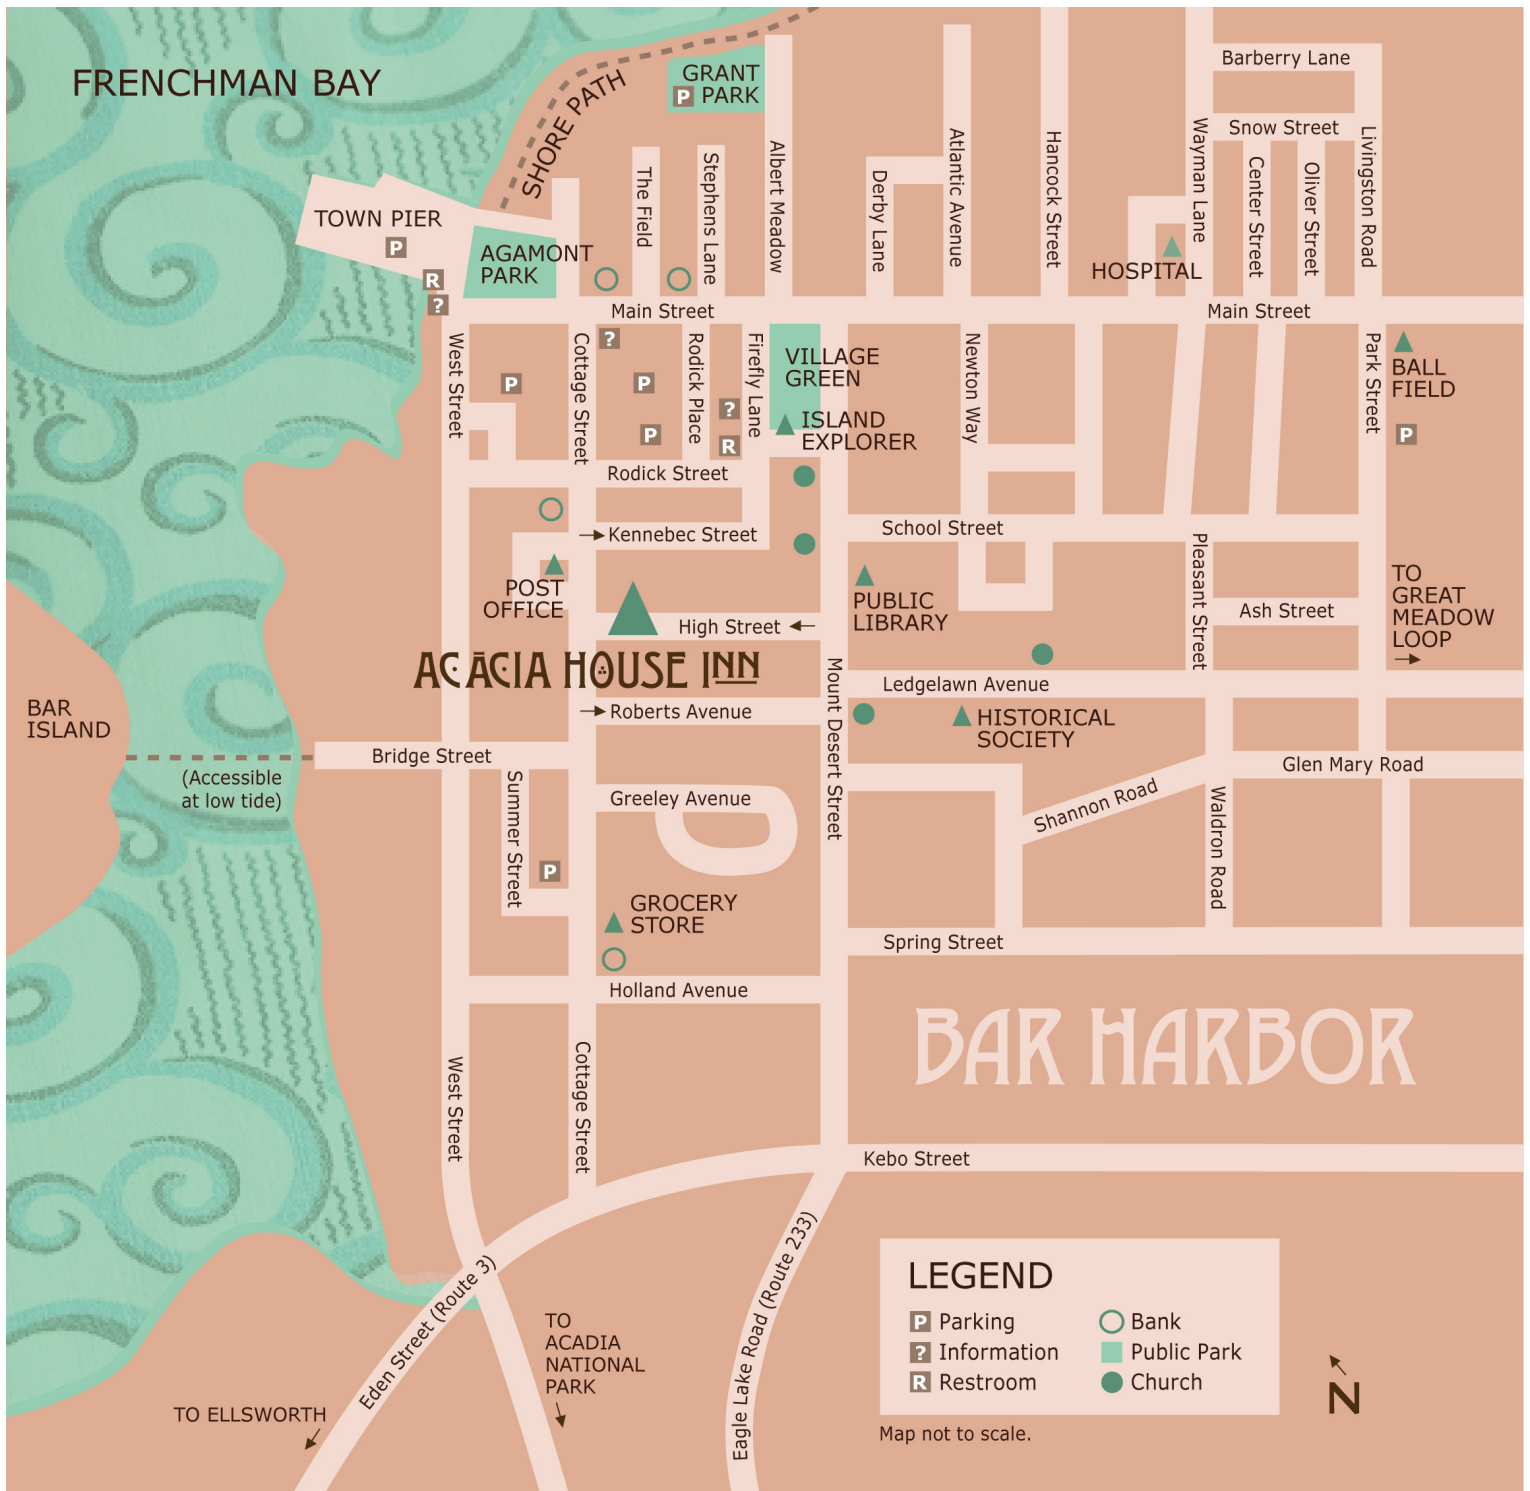 FRENCHMAN BAY
SHORE PATH
GRANT
P PARK
Barberry Lane
Snow Street
TOWN PIER
P
R
?
AGAMONT
PARK
The Field
Stephens Lane
Albert Meadow
Derby Lane
Atlantic Avenue
Hancock Street
Wayman Lane
Center Street
Oliver Street
Livingston Road
HOSPITAL
Main Street
Main Street
West Street
Cottage Street
Rodick Place
Firefly Lane
Newton Way
Park Street
?
P
P
P
?
R
VILLAGE
GREEN
ISLAND
EXPLORER
BALL
FIELD
P
Rodick Street
Kennebec Street
School Street
POST
OFFICE
PUBLIC
LIBRARY
Pleasant Street
Ash Street
TO
GREAT
MEADOW
LOOP
High Street
ACACIA HOUSE INN
Mount Desert Street
Ledgelawn Avenue
Roberts Avenue
HISTORICAL
SOCIETY
BAR
ISLAND
Bridge Street
(Accessible
at low tide)
Glen Mary Road
Summer Street
Greeley Avenue
Shannon Road
Waldron Road
P
GROCERY
STORE
Spring Street
Holland Avenue
BAR HARBOR
West Street
Cottage Street
Kebo Street
Eden Street (Route 3)
Eagle Lake Road (Route 233)
TO
ACADIA
NATIONAL
PARK
TO ELLSWORTH
LEGEND
P Parking
Bank
? Information
Public Park
R Restroom
Church
Map not to scale.
N